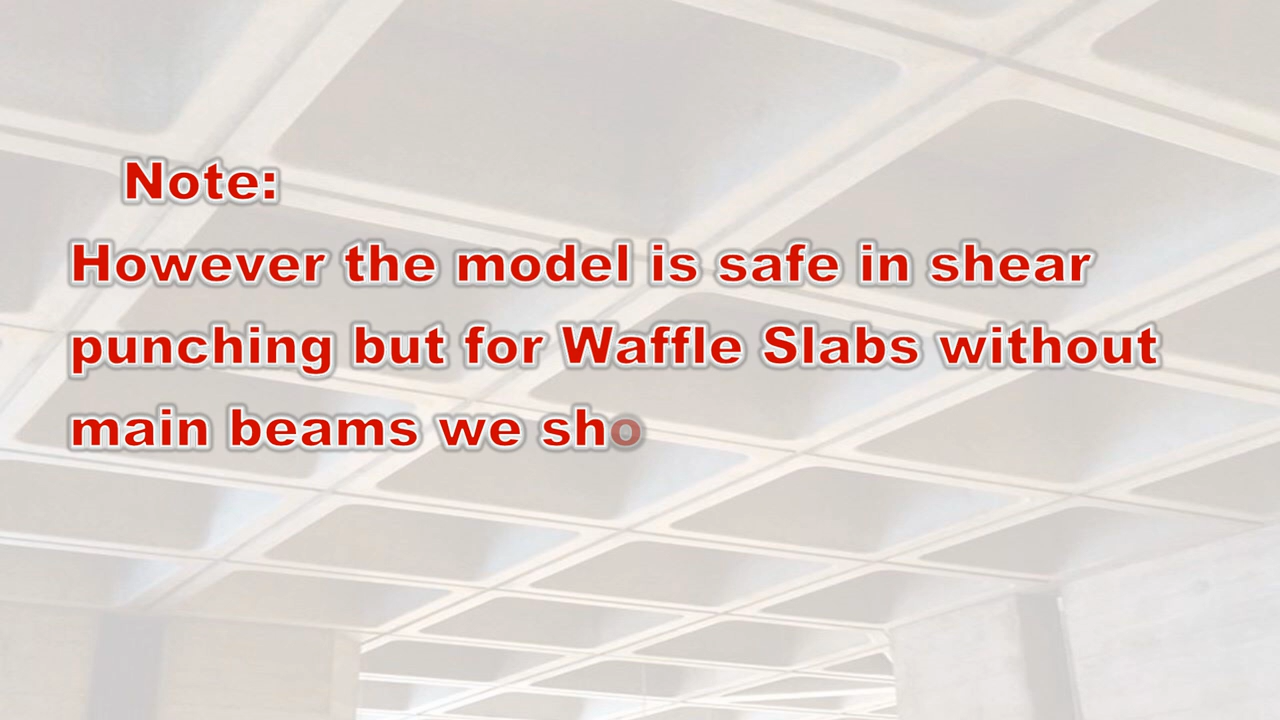 Note:
However the model is safe in shear
punching but for Waffle Slabs without
main beams we sho